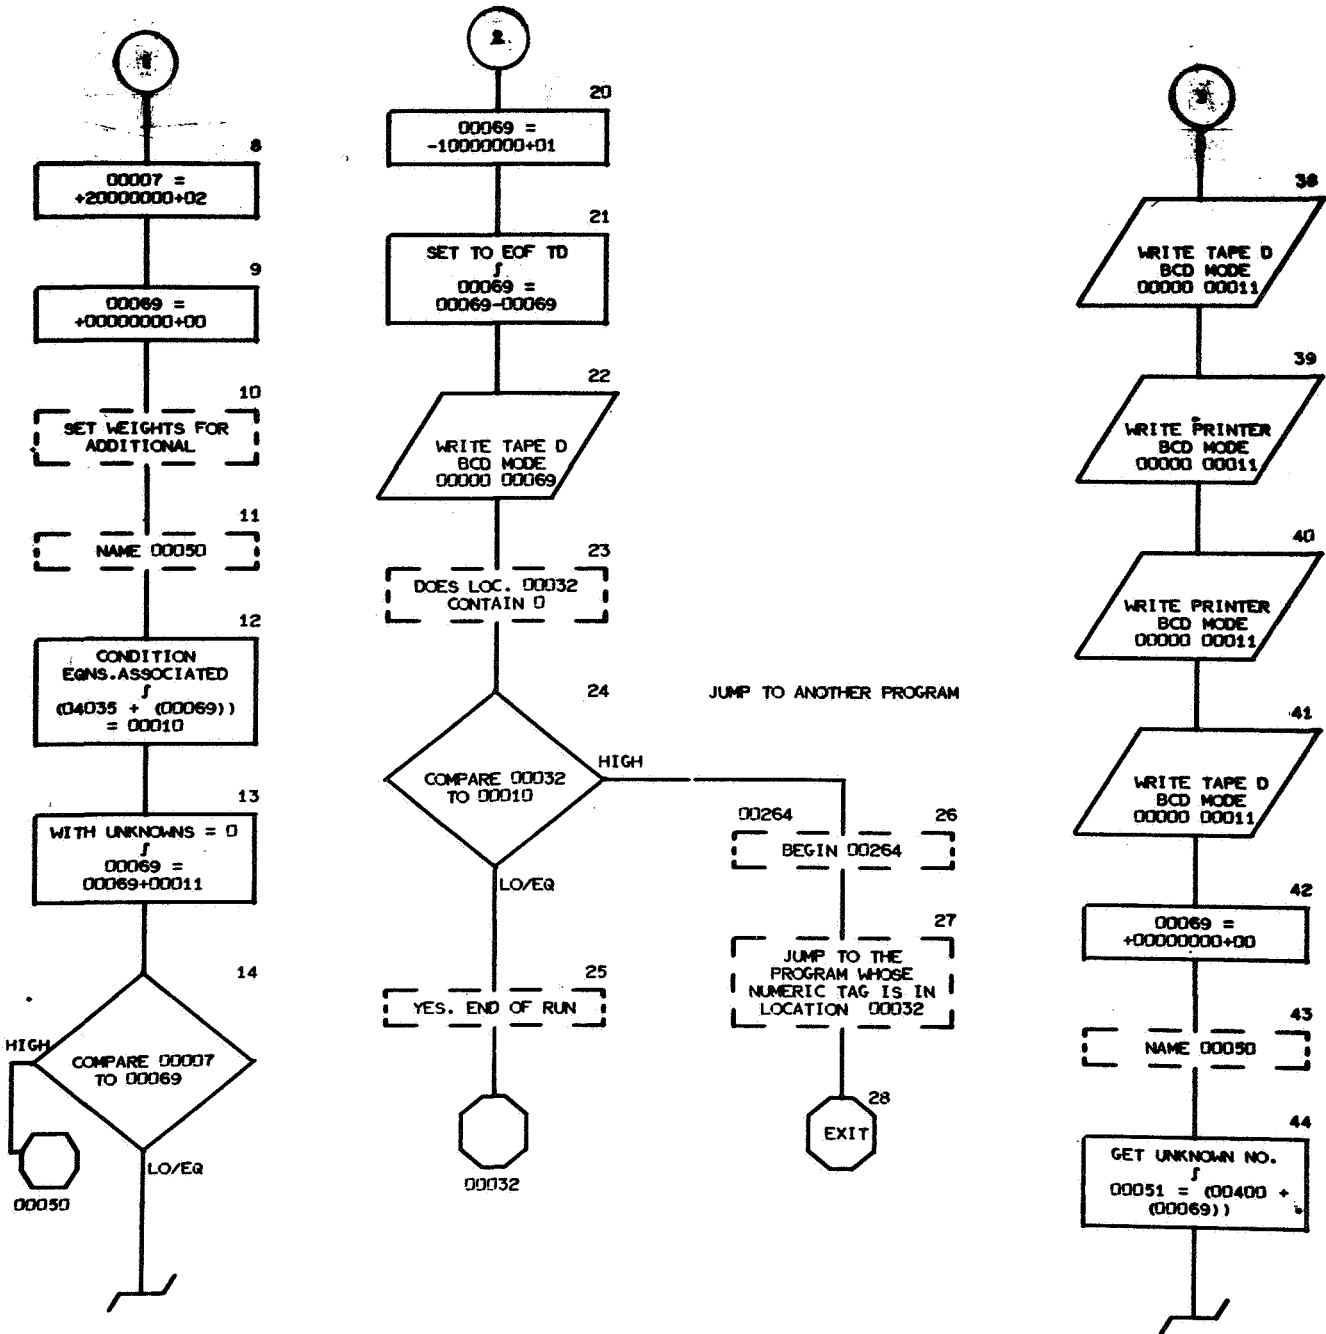 8
00007 =
+20000000+02
9
00069 =
+00000000+00
10
SET WEIGHTS FOR
ADDITIONAL
11
NAME 00050
12
CONDITION
EQNS.ASSOCIATED
∫
(04035 + (00069))
= 00010
13
WITH UNKNOWNS = 0
∫
00069 =
00069+00011
14
HIGH
COMPARE 00007
TO 00069
LO/EQ
00050
2
20
00069 =
-10000000+01
21
SET TO EOF TD
∫
00069 =
00069-00069
22
WRITE TAPE D
BCD MODE
00000 00069
23
DOES LOC. 00032
CONTAIN 0
24
COMPARE 00032
TO 00010
HIGH
LO/EQ
25
YES. END OF RUN
00032
JUMP TO ANOTHER PROGRAM
00264
26
BEGIN 00264
27
JUMP TO THE
PROGRAM WHOSE
NUMERIC TAG IS IN
LOCATION 00032
28
EXIT
38
WRITE TAPE D
BCD MODE
00000 00011
39
WRITE PRINTER
BCD MODE
00000 00011
40
WRITE PRINTER
BCD MODE
00000 00011
41
WRITE TAPE D
BCD MODE
00000 00011
42
00069 =
+00000000+00
43
NAME 00050
44
GET UNKNOWN NO.
∫
00051 = (00400 +
(00069))